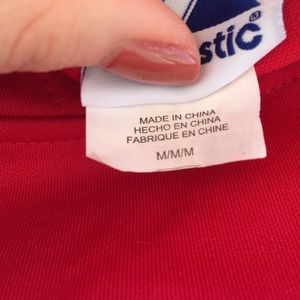 stic®
MADE IN CHINA
HECHO EN CHINA
FABRIQUE EN CHINE
M/M/M